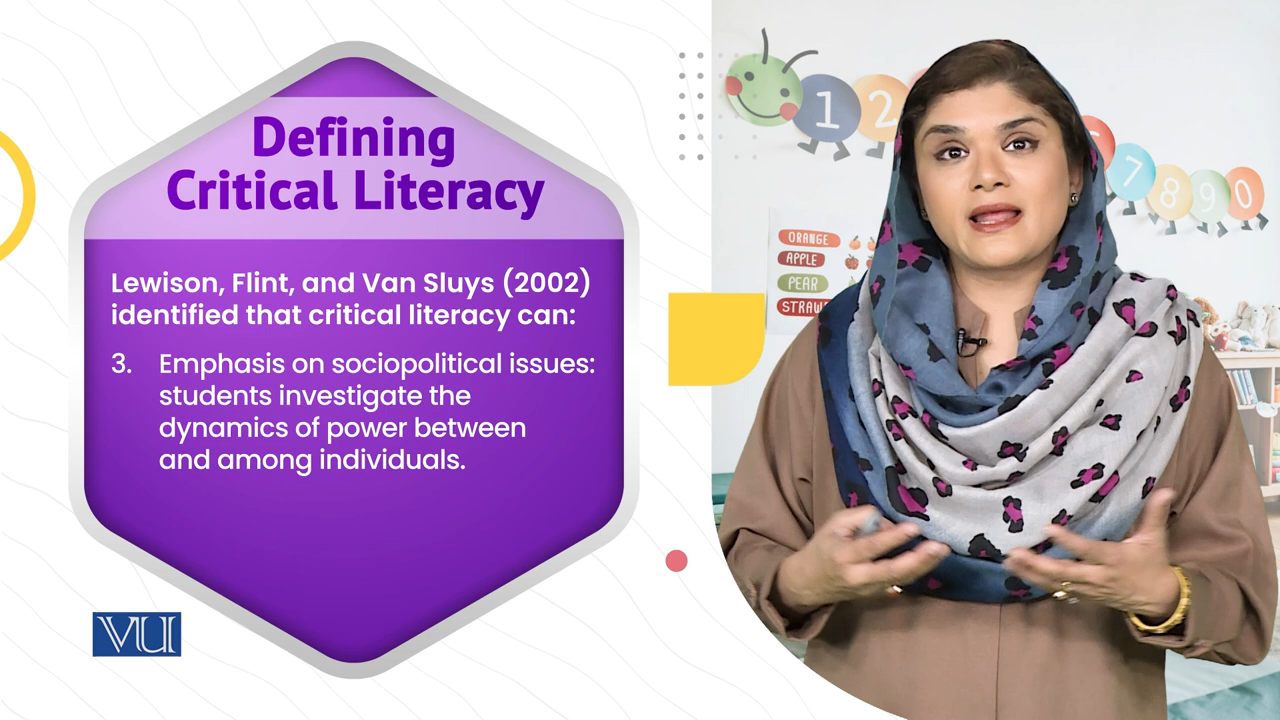 Defining
Critical Literacy
Lewison, Flint, and Van Sluys (2002)
identified that critical literacy can:
3. Emphasis on sociopolitical issues:
students investigate the
dynamics of power between
and among individuals.
VU
1 2
7 8 9 0
ORANGE
APPLE
PEAR